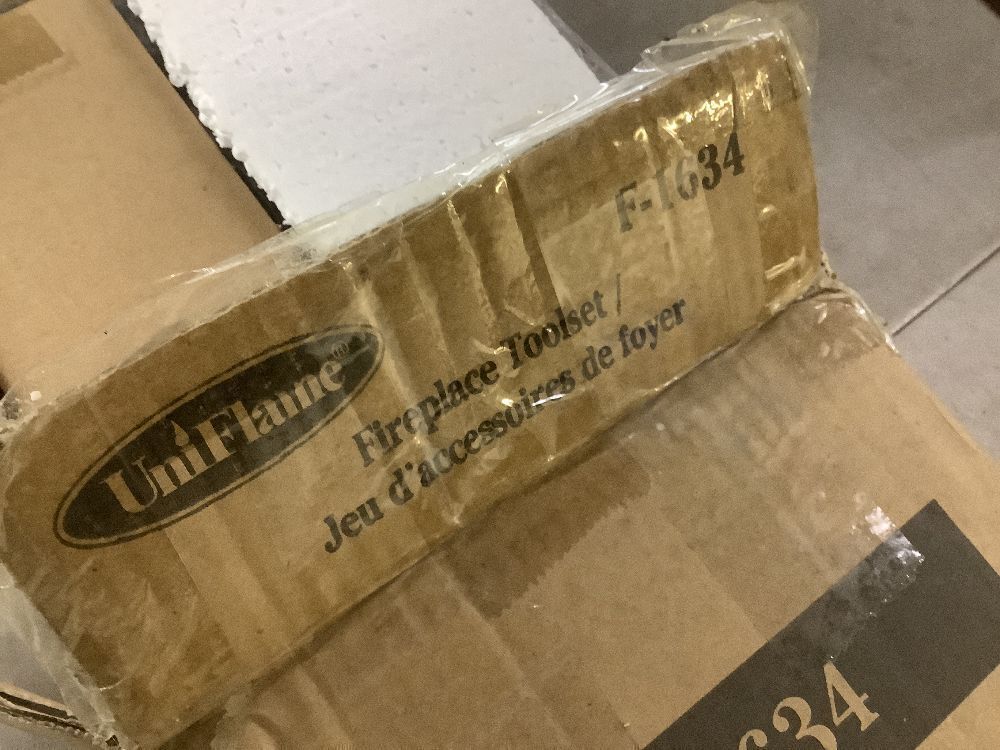 F-1634
UniFlame®
Fireplace Toolset /
Jeu d'accessoires de foyer
634